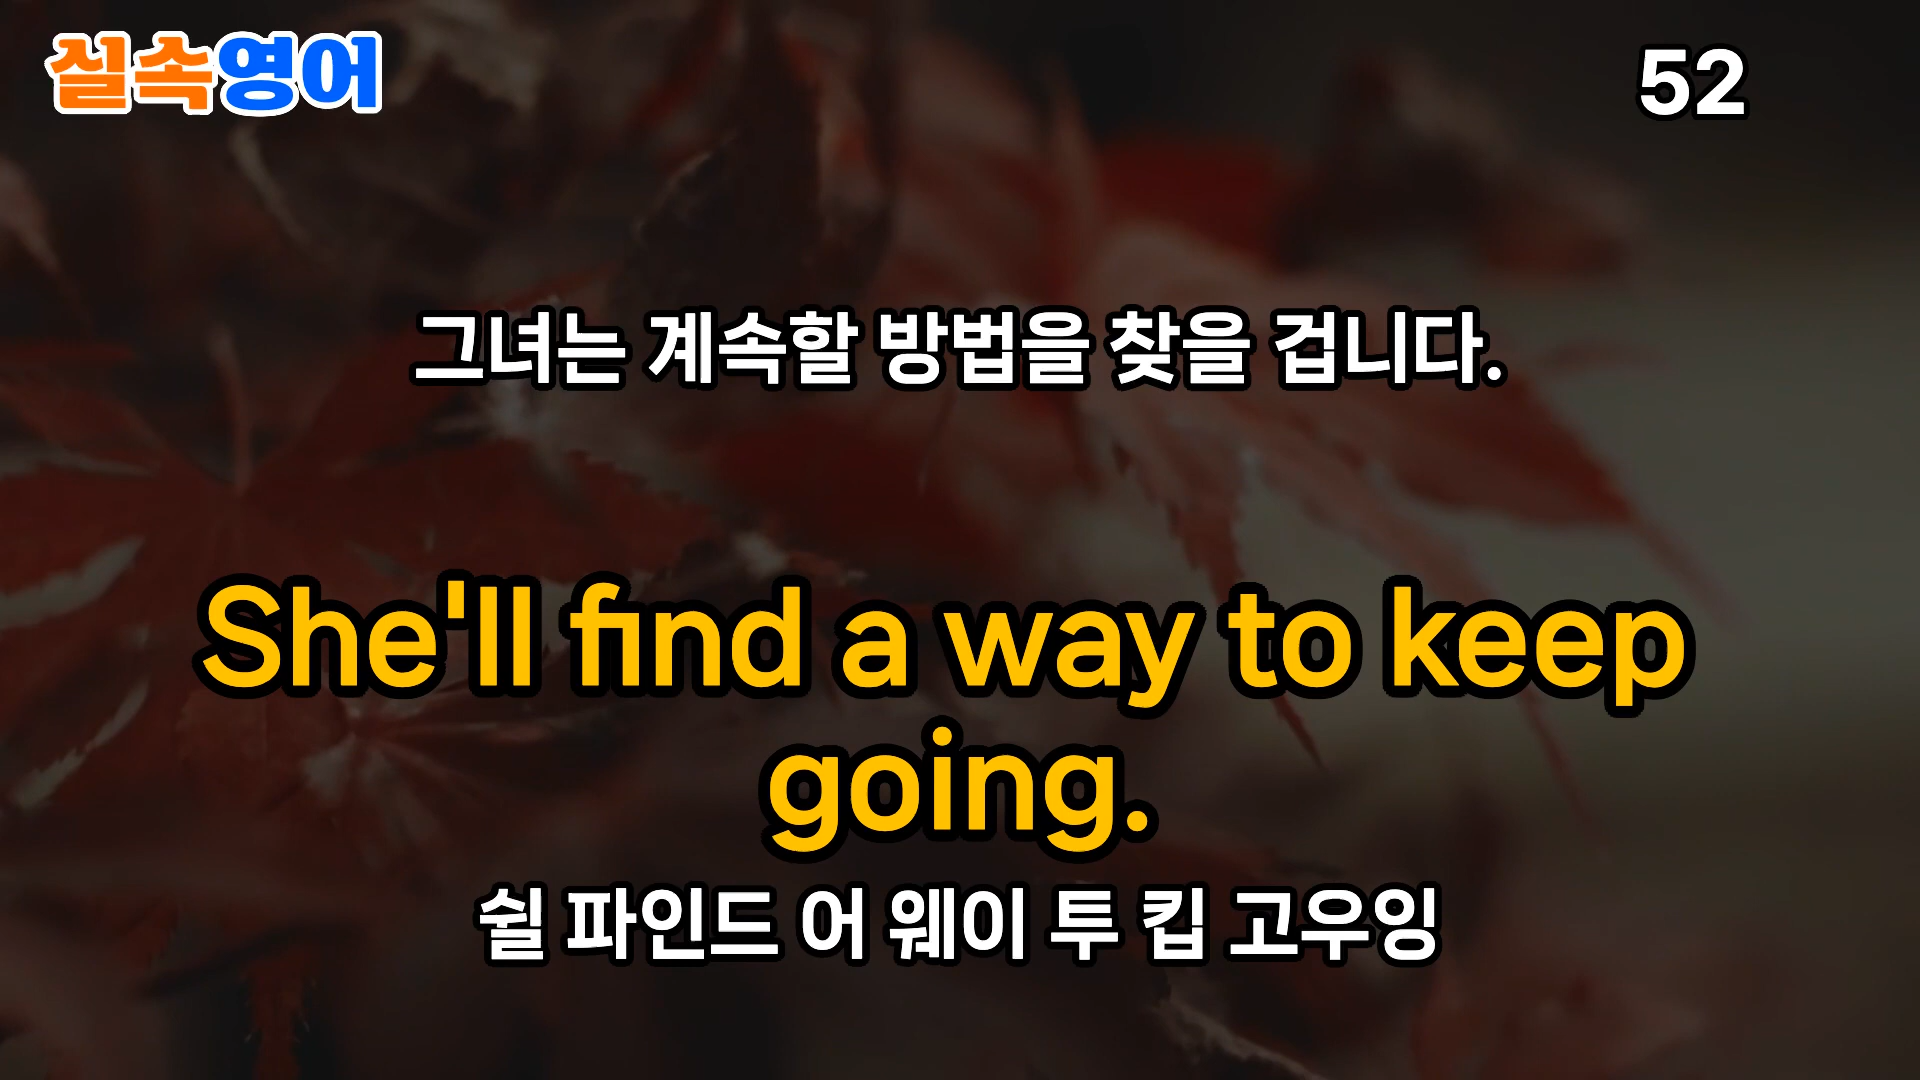 실속영어
52
그녀는 계속할 방법을 찾을 겁니다.
She'll find a way to keep
going.
쉴 파인드 어 웨이 투 킵 고우잉